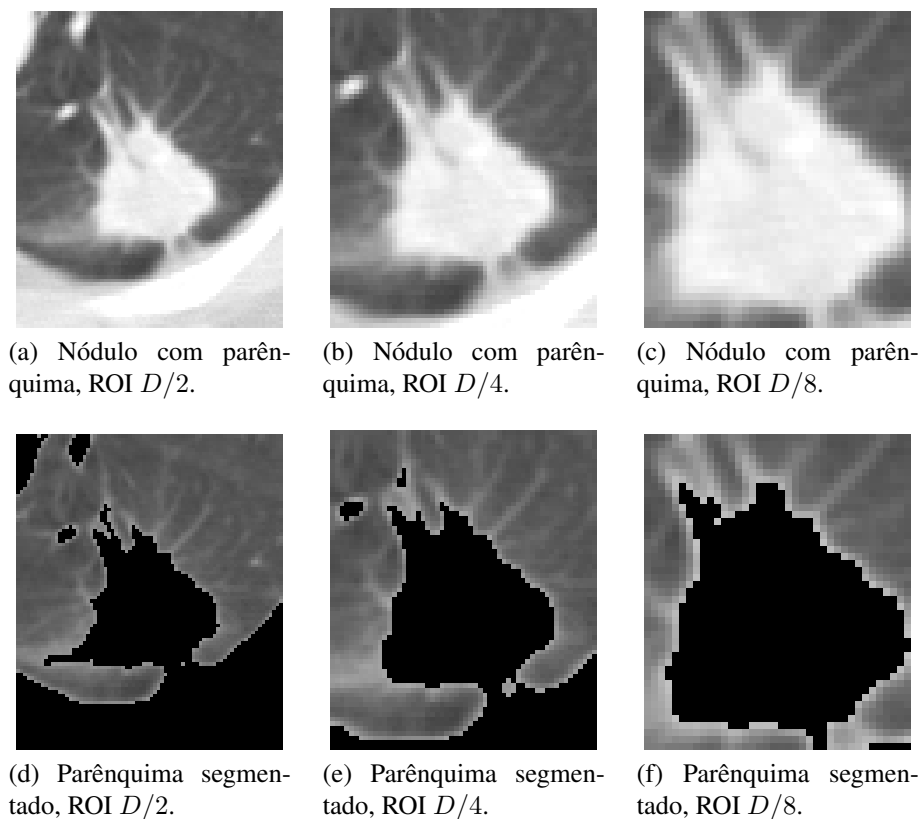 (a) Nódulo com parên-
quima, ROI D/2.
(b) Nódulo com parên-
quima, ROI D/4.
(c) Nódulo com parên-
quima, ROI D/8.
(d) Parênquima segmen-
tado, ROI D/2.
(e) Parênquima segmen-
tado, ROI D/4.
(f) Parênquima segmen-
tado, ROI D/8.